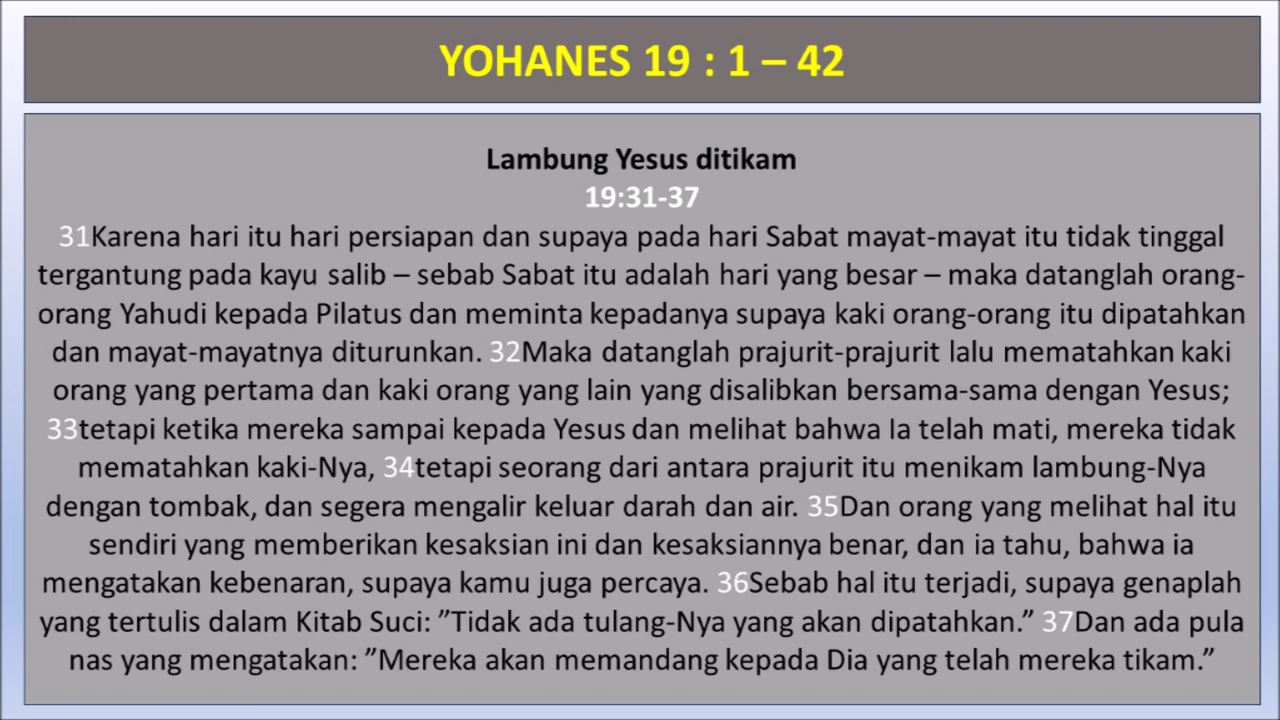 YOHANES 19 : 1 – 42
Lambung Yesus ditikam
19:31-37
31Karena hari itu hari persiapan dan supaya pada hari Sabat mayat-mayat itu tidak tinggal
tergantung pada kayu salib – sebab Sabat itu adalah hari yang besar – maka datanglah orang-
orang Yahudi kepada Pilatus dan meminta kepadanya supaya kaki orang-orang itu dipatahkan
dan mayat-mayatnya diturunkan. 32Maka datanglah prajurit-prajurit lalu mematahkan kaki
orang yang pertama dan kaki orang yang lain yang disalibkan bersama-sama dengan Yesus;
33tetapi ketika mereka sampai kepada Yesus dan melihat bahwa Ia telah mati, mereka tidak
mematahkan kaki-Nya, 34tetapi seorang dari antara prajurit itu menikam lambung-Nya
dengan tombak, dan segera mengalir keluar darah dan air. 35Dan orang yang melihat hal itu
sendiri yang memberikan kesaksian ini dan kesaksiannya benar, dan ia tahu, bahwa ia
mengatakan kebenaran, supaya kamu juga percaya. 36Sebab hal itu terjadi, supaya genaplah
yang tertulis dalam Kitab Suci: ”Tidak ada tulang-Nya yang akan dipatahkan.” 37Dan ada pula
nas yang mengatakan: ”Mereka akan memandang kepada Dia yang telah mereka tikam.”